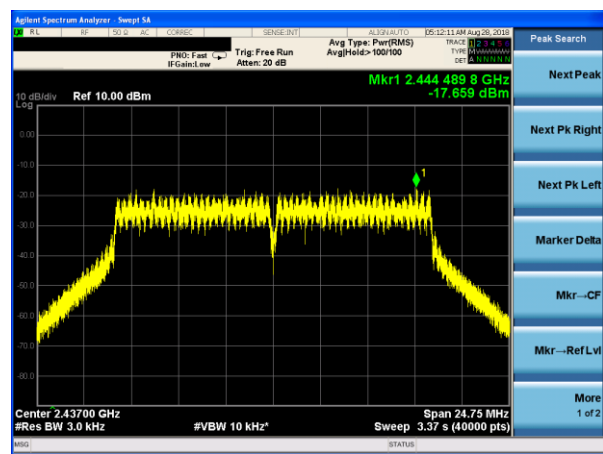 Agilent Spectrum Analyzer - Swept SA
RL RF 50 Ω AC CORREC SENSE:INT ALIGNAUTO 05:12:11 AM Aug 28, 2018
Avg Type: Pwr(RMS) TRACE 1 2 3 4 5 6
PNO: Fast Trig: Free Run Avg|Hold:>100/100 TYPE
IFGain:Low Atten: 20 dB DET A N N N N N
Mkr1 2.444 489 8 GHz
-17.659 dBm
10 dB/div Ref 10.00 dBm
Log
0.00
-10.0
-20.0
-30.0
-40.0
-50.0
-60.0
-70.0
-80.0
1
Center 2.43700 GHz Span 24.75 MHz
#Res BW 3.0 kHz #VBW 10 kHz* Sweep 3.37 s (40000 pts)
MSG STATUS
Peak Search
Next Peak
Next Pk Right
Next Pk Left
Marker Delta
Mkr→CF
Mkr→Ref Lvl
More
1 of 2